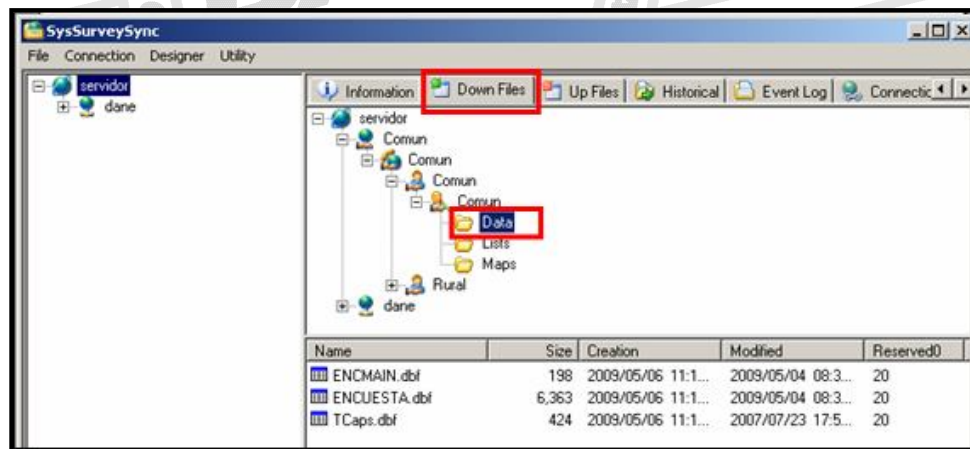 SysSurveySync
File Connection Designer Utility
servidor
dane
Information Down Files Up Files Historical Event Log Connectic
servidor
Comun
Comun
Comun
Comun
Data
Lists
Maps
Rural
dane
Name Size Creation Modified Reserved0
ENCMAIN.dbf 198 2009/05/06 11:1... 2009/05/04 08:3... 20
ENCUESTA.dbf 6,363 2009/05/06 11:1... 2009/05/04 08:3... 20
TCaps.dbf 424 2009/05/06 11:1... 2007/07/23 17:5... 20